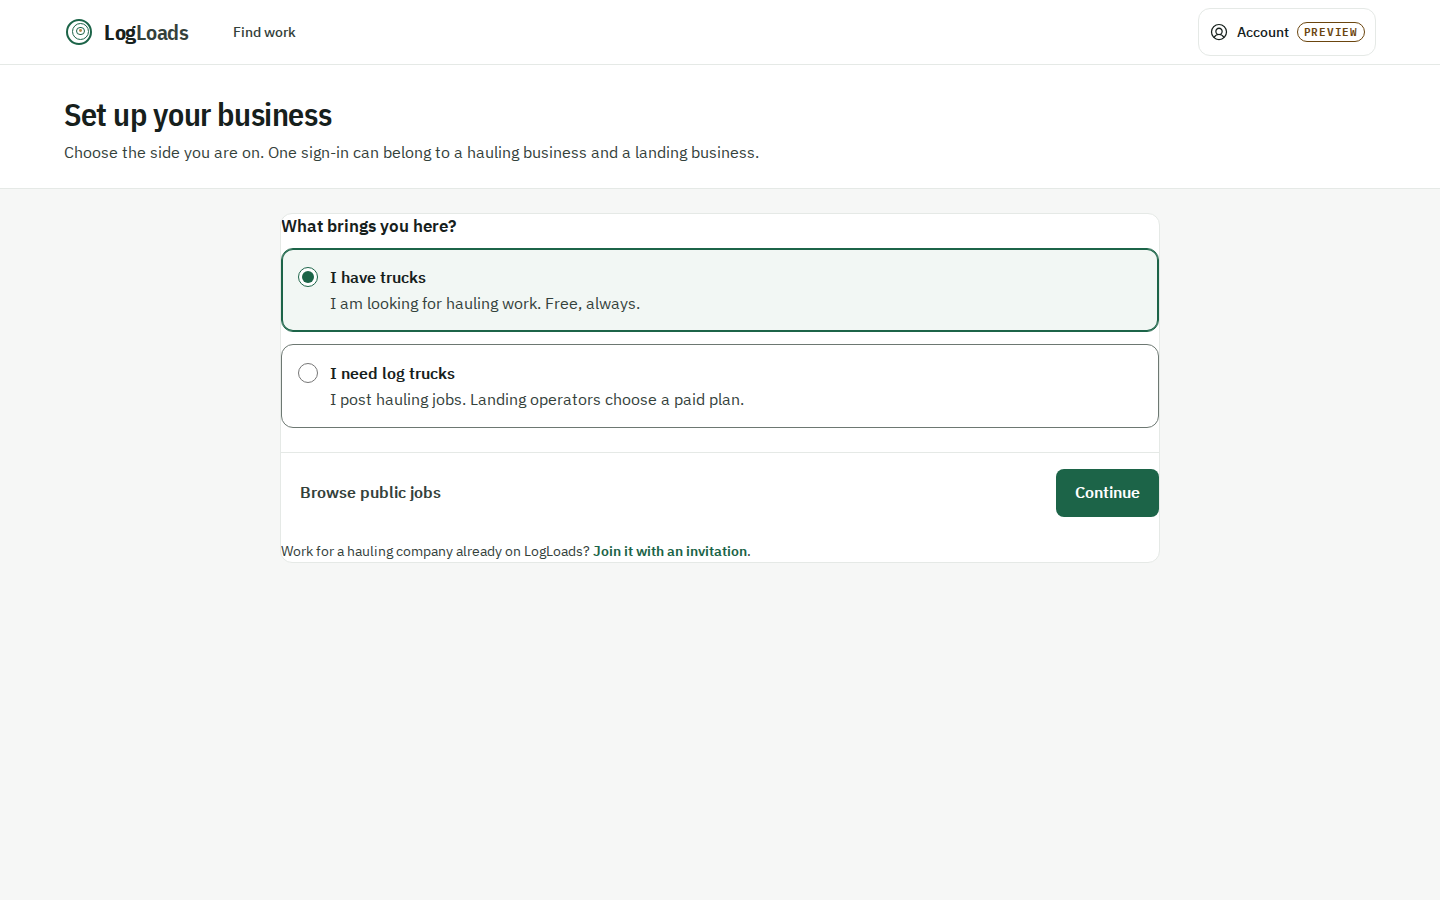 LogLoads
Find work
Account PREVIEW
Set up your business
Choose the side you are on. One sign-in can belong to a hauling business and a landing business.
What brings you here?
I have trucks
I am looking for hauling work. Free, always.
I need log trucks
I post hauling jobs. Landing operators choose a paid plan.
Browse public jobs
Continue
Work for a hauling company already on LogLoads? Join it with an invitation.